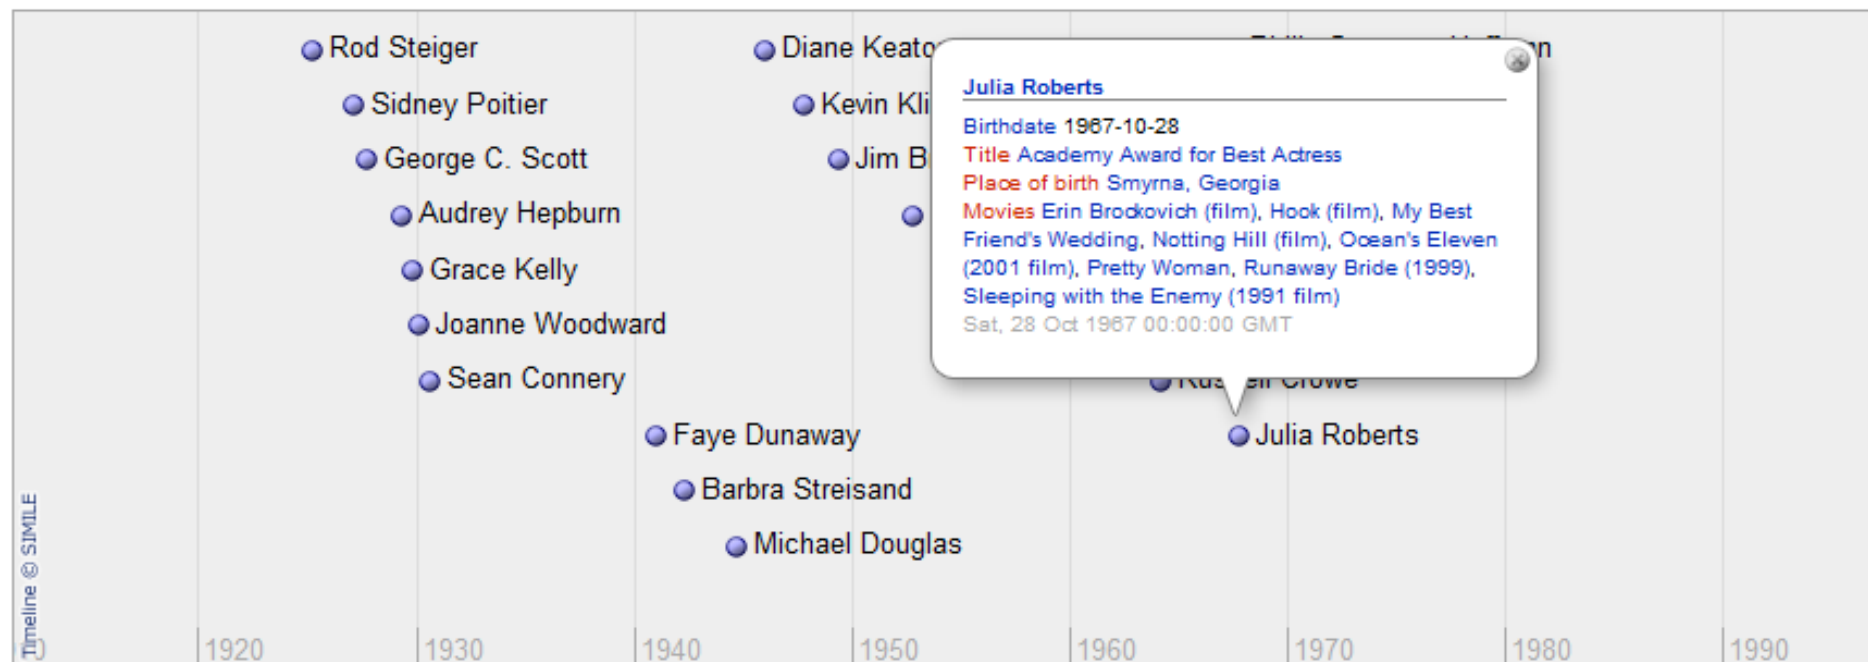 Rod Steiger
Diane Keato
Sidney Poitier
Kevin Kli
George C. Scott
Jim B
Audrey Hepburn
Grace Kelly
Joanne Woodward
Sean Connery
Faye Dunaway
Barbra Streisand
Michael Douglas
Julia Roberts
Birthdate 1967-10-28
Title Academy Award for Best Actress
Place of birth Smyrna, Georgia
Movies Erin Brockovich (film), Hook (film), My Best
Friend's Wedding, Notting Hill (film), Ocean's Eleven
(2001 film), Pretty Woman, Runaway Bride (1999),
Sleeping with the Enemy (1991 film)
Sat, 28 Oct 1967 00:00:00 GMT
Crowe
Julia Roberts
Timeline © SIMILE
1920 1930 1940 1950 1960 1970 1980 1990